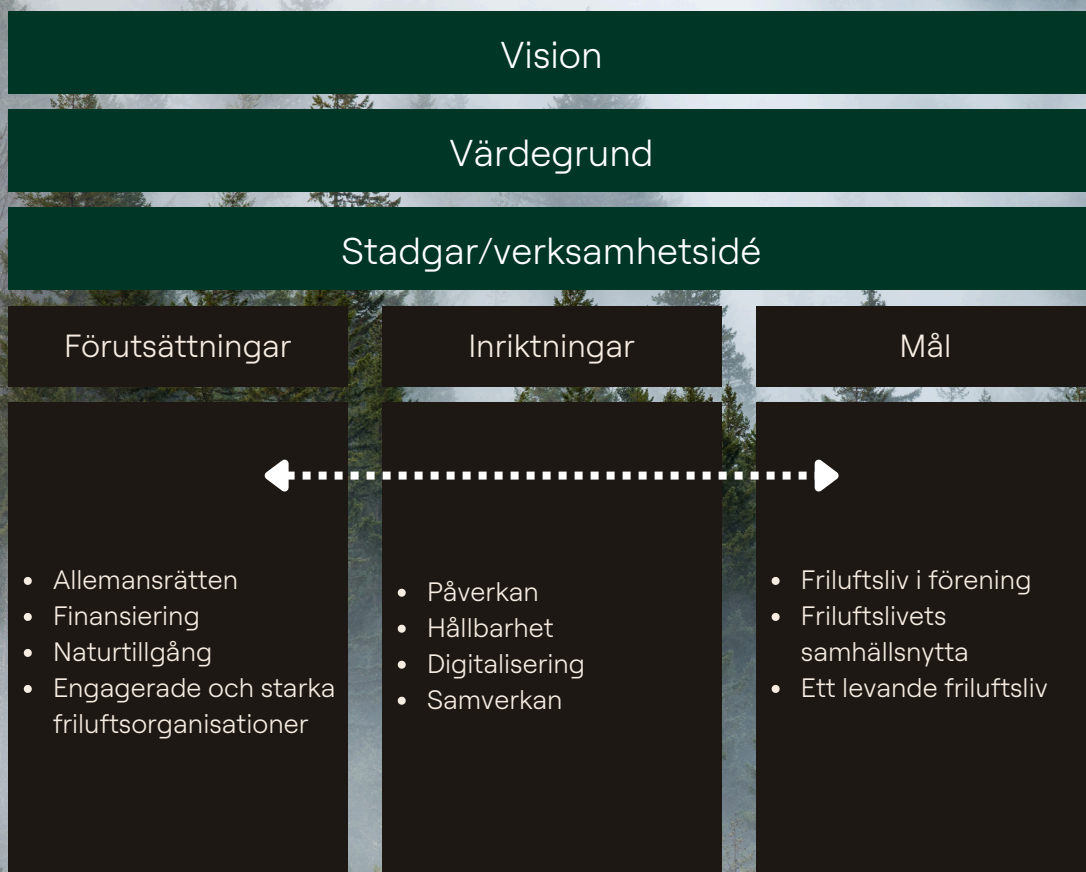 Vision
Värdegrund
Stadgar/verksamhetsidé
Förutsättningar
Inriktningar
Mål
• Allemansrätten
• Finansiering
• Naturtillgång
• Engagerade och starka
friluftsorganisationer
• Påverkan
• Hållbarhet
• Digitalisering
• Samverkan
• Friluftsliv i förening
• Friluftslivets
samhällsnytta
• Ett levande friluftsliv